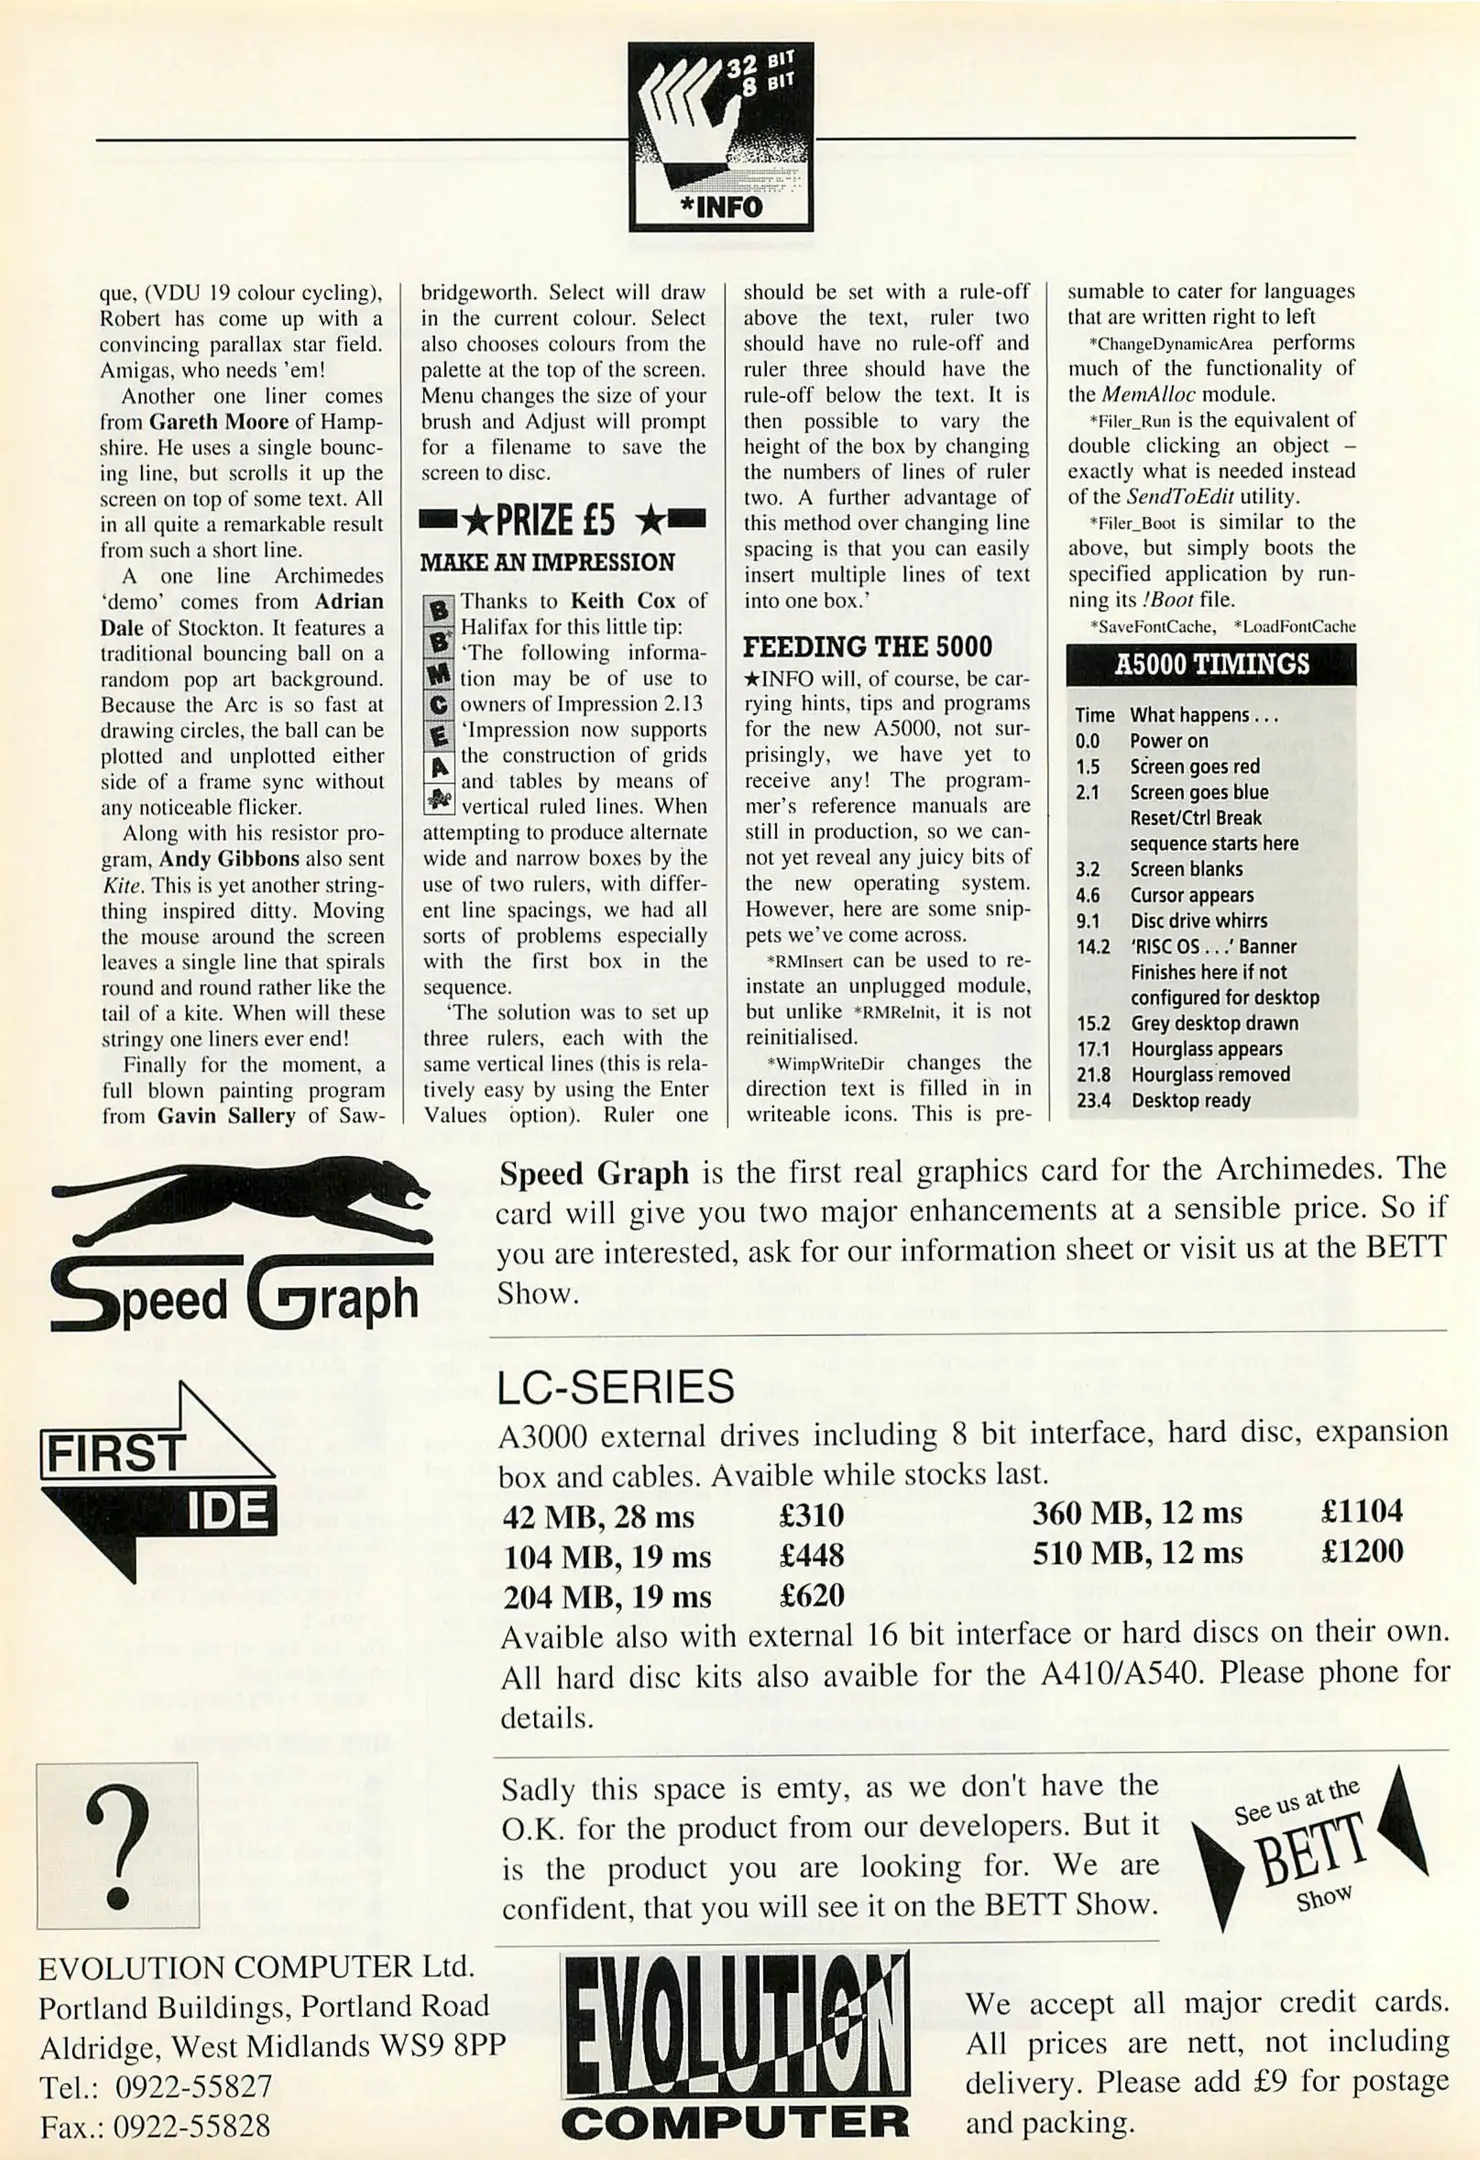 32 BIT
8 BIT
*INFO
que, (VDU 19 colour cycling),
Robert has come up with a
convincing parallax star field.
Amigas, who needs 'em!
Another one liner comes
from Gareth Moore of Hamp-
shire. He uses a single bounc-
ing line, but scrolls it up the
screen on top of some text. All
in all quite a remarkable result
from such a short line.
A one line Archimedes
'demo' comes from Adrian
Dale of Stockton. It features a
traditional bouncing ball on a
random pop art background.
Because the Arc is so fast at
drawing circles, the ball can be
plotted and unplotted either
side of a frame sync without
any noticeable flicker.
Along with his resistor pro-
gram, Andy Gibbons also sent
Kite. This is yet another string-
thing inspired ditty. Moving
the mouse around the screen
leaves a single line that spirals
round and round rather like the
tail of a kite. When will these
stringy one liners ever end!
Finally for the moment, a
full blown painting program
from Gavin Sallery of Saw-
bridgeworth. Select will draw
in the current colour. Select
also chooses colours from the
palette at the top of the screen.
Menu changes the size of your
brush and Adjust will prompt
for a filename to save the
screen to disc.
★PRIZE £5 ★
MAKE AN IMPRESSION
B
B+
M
C
E
A
Thanks to Keith Cox of
Halifax for this little tip:
'The following informa-
tion may be of use to
owners of Impression 2.13
'Impression now supports
the construction of grids
and tables by means of
vertical ruled lines. When
attempting to produce alternate
wide and narrow boxes by the
use of two rulers, with differ-
ent line spacings, we had all
sorts of problems especially
with the first box in the
sequence.
'The solution was to set up
three rulers, each with the
same vertical lines (this is rela-
tively easy by using the Enter
Values option). Ruler one
should be set with a rule-off
above the text, ruler two
should have no rule-off and
ruler three should have the
rule-off below the text. It is
then possible to vary the
height of the box by changing
the numbers of lines of ruler
two. A further advantage of
this method over changing line
spacing is that you can easily
insert multiple lines of text
into one box.'
FEEDING THE 5000
★INFO will, of course, be car-
rying hints, tips and programs
for the new A5000, not sur-
prisingly, we have yet to
receive any! The program-
mer's reference manuals are
still in production, so we can-
not yet reveal any juicy bits of
the new operating system.
However, here are some snip-
pets we've come across.
*RMInsert can be used to re-
instate an unplugged module,
but unlike *RMReInit, it is not
reinitialised.
*WimpWriteDir changes the
direction text is filled in in
writeable icons. This is pre-
sumable to cater for languages
that are written right to left
*ChangeDynamicArea performs
much of the functionality of
the MemAlloc module.
*Filer_Run is the equivalent of
double clicking an object –
exactly what is needed instead
of the SendToEdit utility.
*Filer_Boot is similar to the
above, but simply boots the
specified application by run-
ning its !Boot file.
*SaveFontCache, *LoadFontCache
A5000 TIMINGS
Time What happens . . .
0.0 Power on
1.5 Screen goes red
2.1 Screen goes blue
Reset/Ctrl Break
sequence starts here
3.2 Screen blanks
4.6 Cursor appears
9.1 Disc drive whirrs
14.2 'RISC OS . . .' Banner
Finishes here if not
configured for desktop
15.2 Grey desktop drawn
17.1 Hourglass appears
21.8 Hourglass removed
23.4 Desktop ready
Speed Graph
Speed Graph is the first real graphics card for the Archimedes. The
card will give you two major enhancements at a sensible price. So if
you are interested, ask for our information sheet or visit us at the BETT
Show.
FIRST
IDE
LC-SERIES
A3000 external drives including 8 bit interface, hard disc, expansion
box and cables. Avaible while stocks last.
42 MB, 28 ms £310 360 MB, 12 ms £1104
104 MB, 19 ms £448 510 MB, 12 ms £1200
204 MB, 19 ms £620
Avaible also with external 16 bit interface or hard discs on their own.
All hard disc kits also avaible for the A410/A540. Please phone for
details.
?
Sadly this space is emty, as we don't have the
O.K. for the product from our developers. But it
is the product you are looking for. We are
confident, that you will see it on the BETT Show.
See us at the
BETT
Show
EVOLUTION COMPUTER Ltd.
Portland Buildings, Portland Road
Aldridge, West Midlands WS9 8PP
Tel.: 0922-55827
Fax.: 0922-55828
EVOLUTION
COMPUTER
We accept all major credit cards.
All prices are nett, not including
delivery. Please add £9 for postage
and packing.